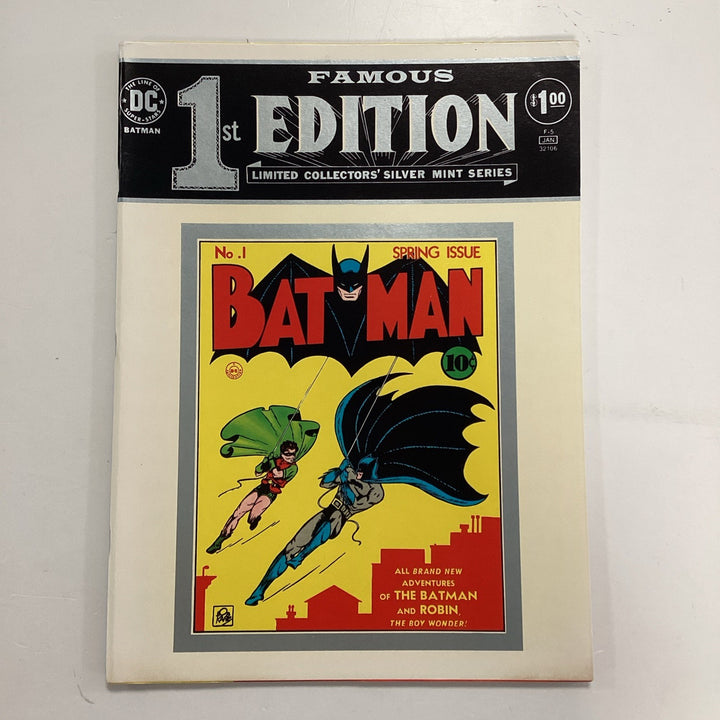 THE LINE OF
DC
SUPER-STARS
BATMAN
FAMOUS
1st EDITION
LIMITED COLLECTORS' SILVER MINT SERIES
$1.00
F-5
JAN
32106
No.1 SPRING ISSUE
BATMAN
10¢
ALL BRAND NEW
ADVENTURES
OF THE BATMAN
AND ROBIN,
THE BOY WONDER!